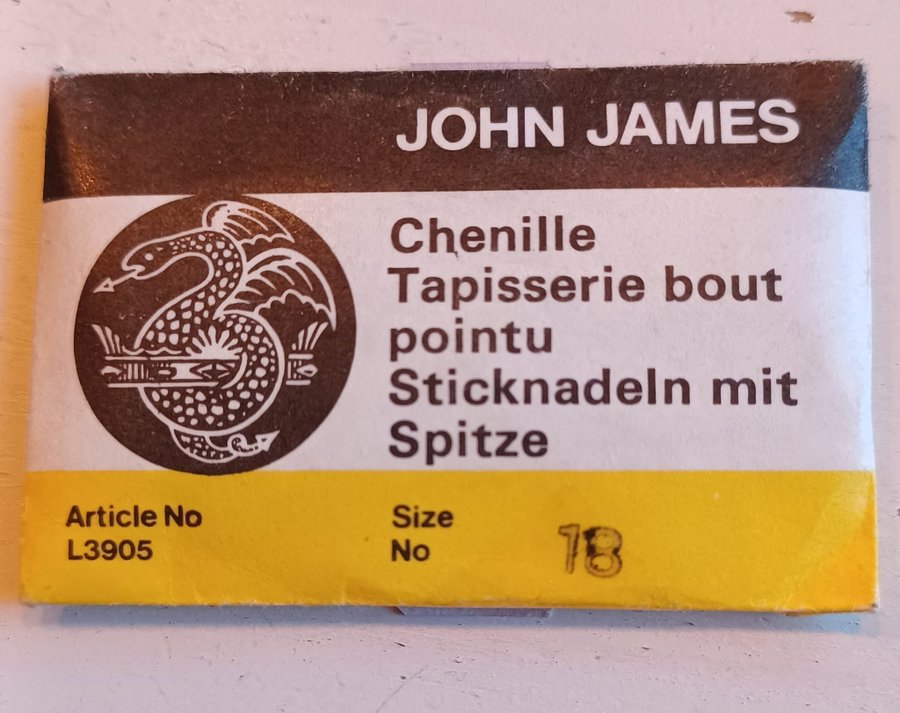 JOHN JAMES
Chenille
Tapisserie bout
pointu
Sticknadeln mit
Spitze
Article No
L3905
Size
No 18